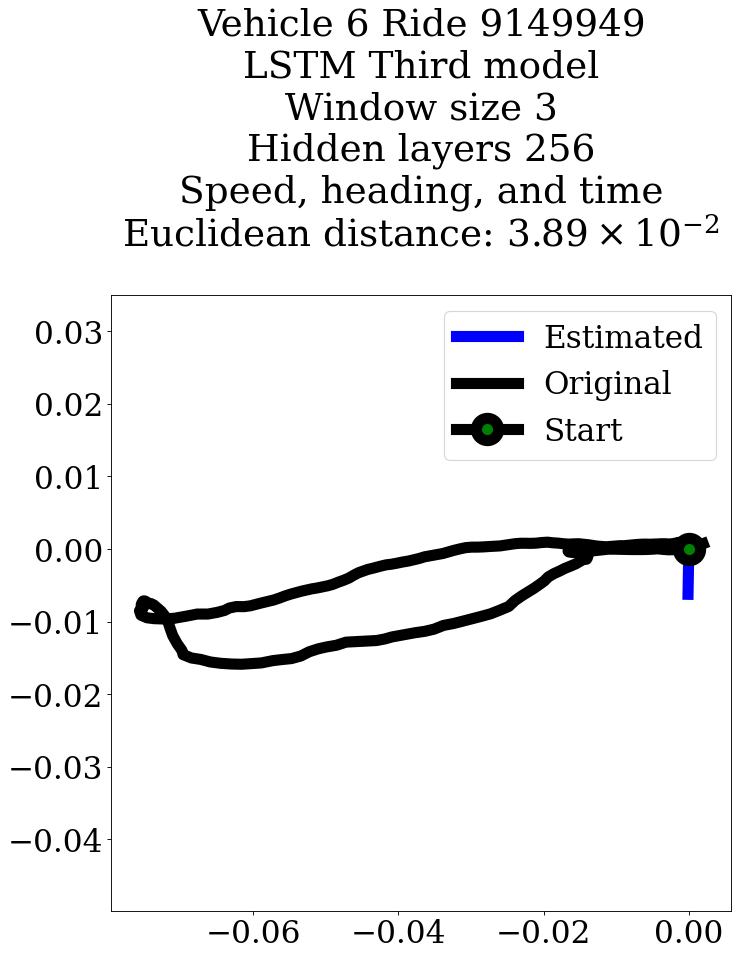 Vehicle 6 Ride 9149949
LSTM Third model
Window size 3
Hidden layers 256
Speed, heading, and time
Euclidean distance: 3.89 × 10⁻²
Estimated
Original
Start
0.03
0.02
0.01
0.00
−0.01
−0.02
−0.03
−0.04
−0.06
−0.04
−0.02
0.00